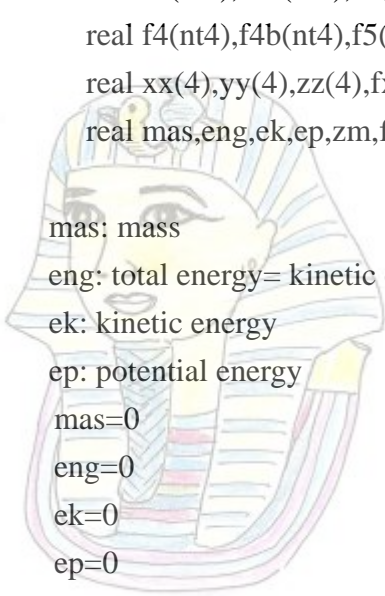 real f4(nt4),f4b(nt4),f5(
real xx(4),yy(4),zz(4),fx
real mas,eng,ek,ep,zm,f
mas: mass
eng: total energy= kinetic
ek: kinetic energy
ep: potential energy
mas=0
eng=0
ek=0
ep=0